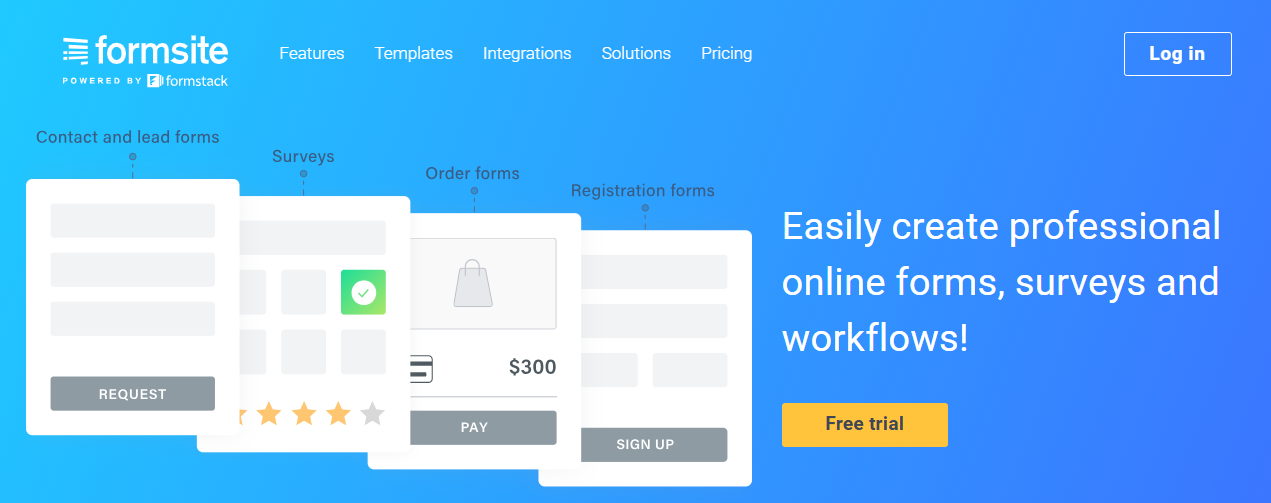 formsite
POWERED BY formstack
Features Templates Integrations Solutions Pricing
Log in
Contact and lead forms
Surveys
Order forms
Registration forms
REQUEST
$300
PAY
SIGN UP
Easily create professional
online forms, surveys and
workflows!
Free trial